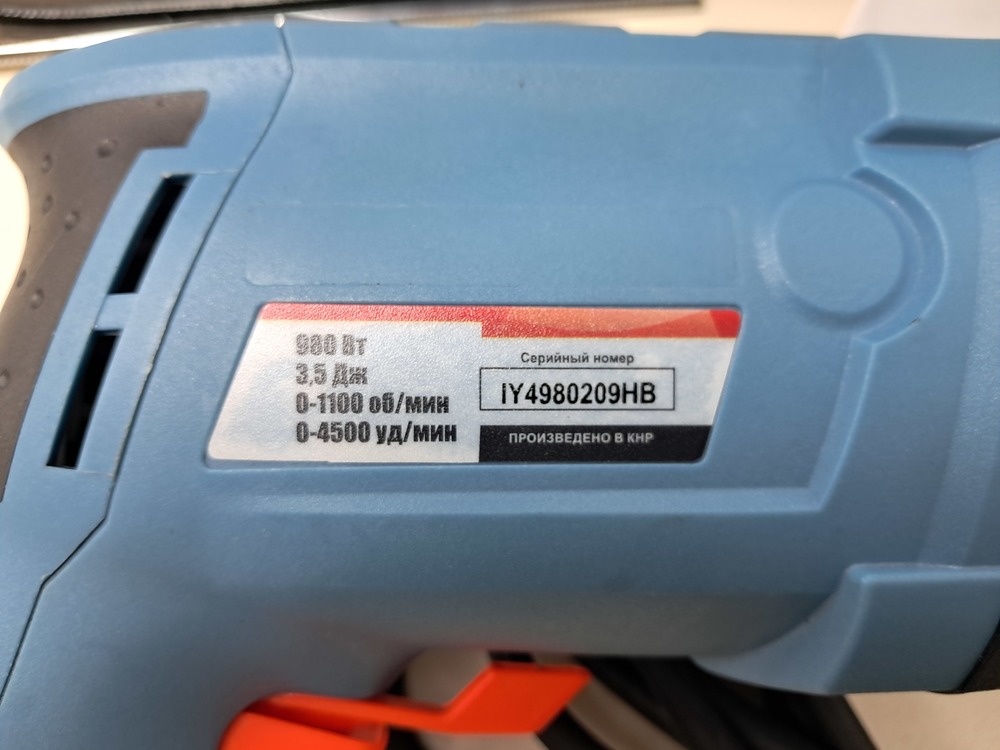 980 Вт
3,5 Дж
0-1100 об/мин
0-4500 уд/мин
Серийный номер
IY4980209HB
ПРОИЗВЕДЕНО В КНР